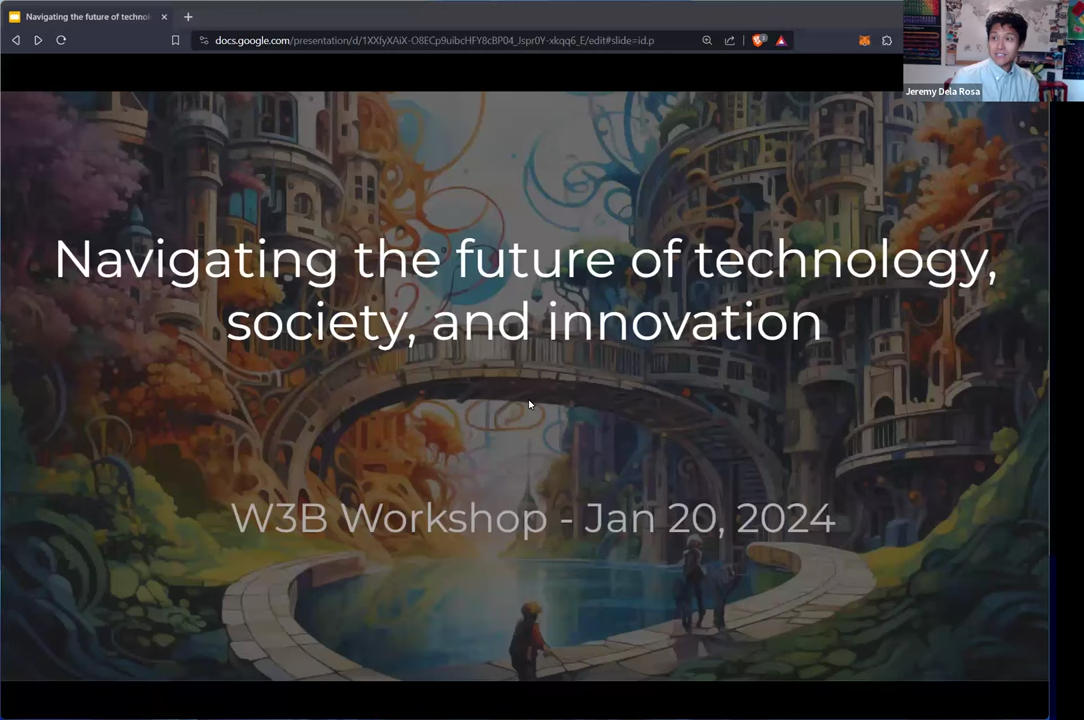 Navigating the future of technol
docs.google.com/presentation/d/1XXfyXAiX-O8ECp9uibcHFY8cBP04_Jspr0Y-xkqq6_E/edit#slide=id.p
Jeremy Dela Rosa
Navigating the future of technology,
society, and innovation
W3B Workshop - Jan 20, 2024